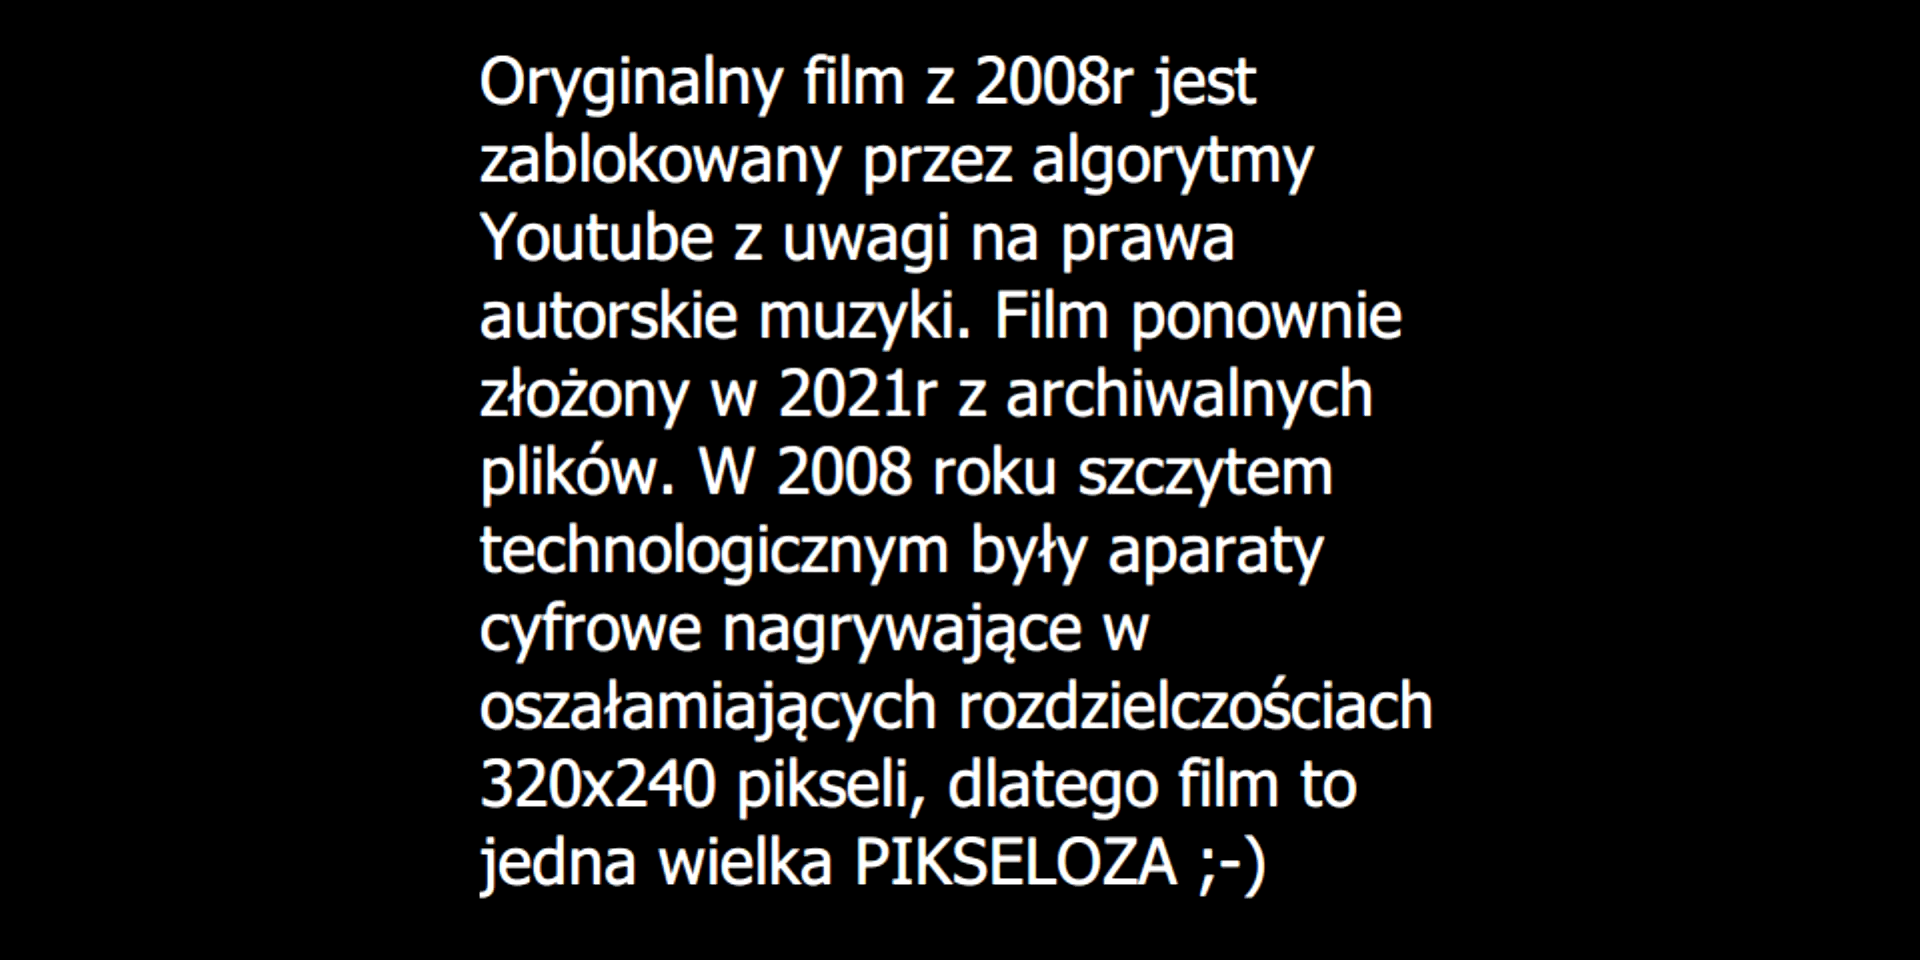 Oryginalny film z 2008r jest
zablokowany przez algorytmy
Youtube z uwagi na prawa
autorskie muzyki. Film ponownie
złożony w 2021r z archiwalnych
plików. W 2008 roku szczytem
technologicznym były aparaty
cyfrowe nagrywające w
oszałamiających rozdzielczościach
320x240 pikseli, dlatego film to
jedna wielka PIKSELOZA ;-)